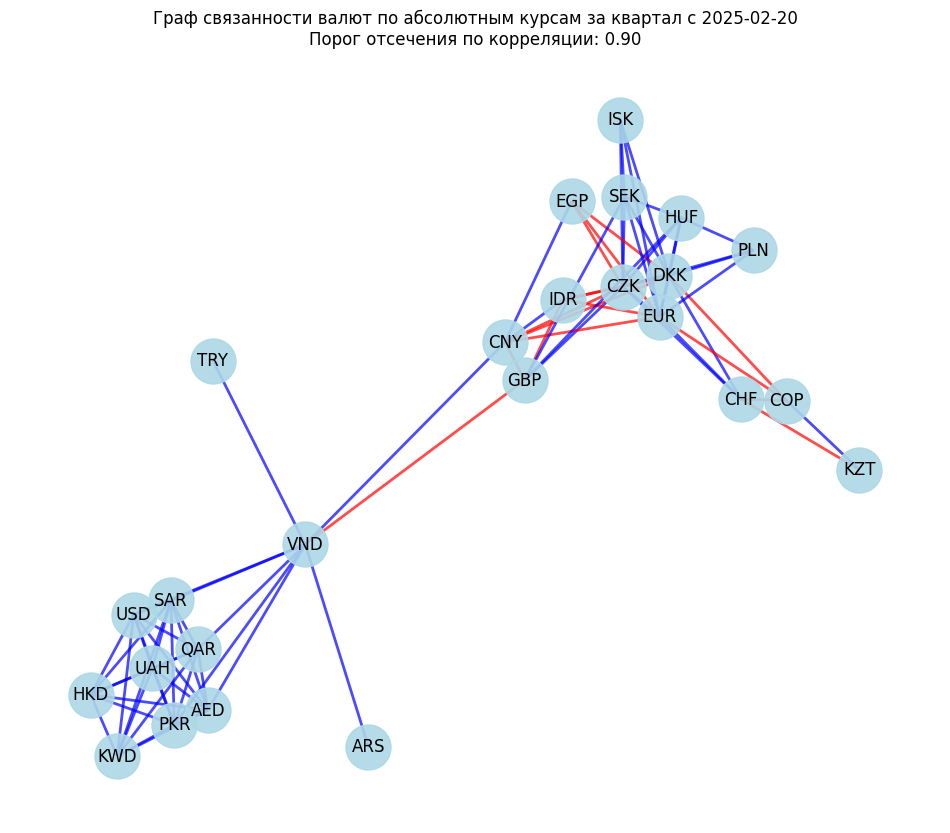 Граф связанности валют по абсолютным курсам за квартал с 2025-02-20
Порог отсечения по корреляции: 0.90
ISK
SEK
EGP
HUF
PLN
DKK
CZK
IDR
EUR
CNY
TRY
GBP
CHF
COP
KZT
VND
SAR
USD
QAR
UAH
HKD
AED
PKR
ARS
KWD